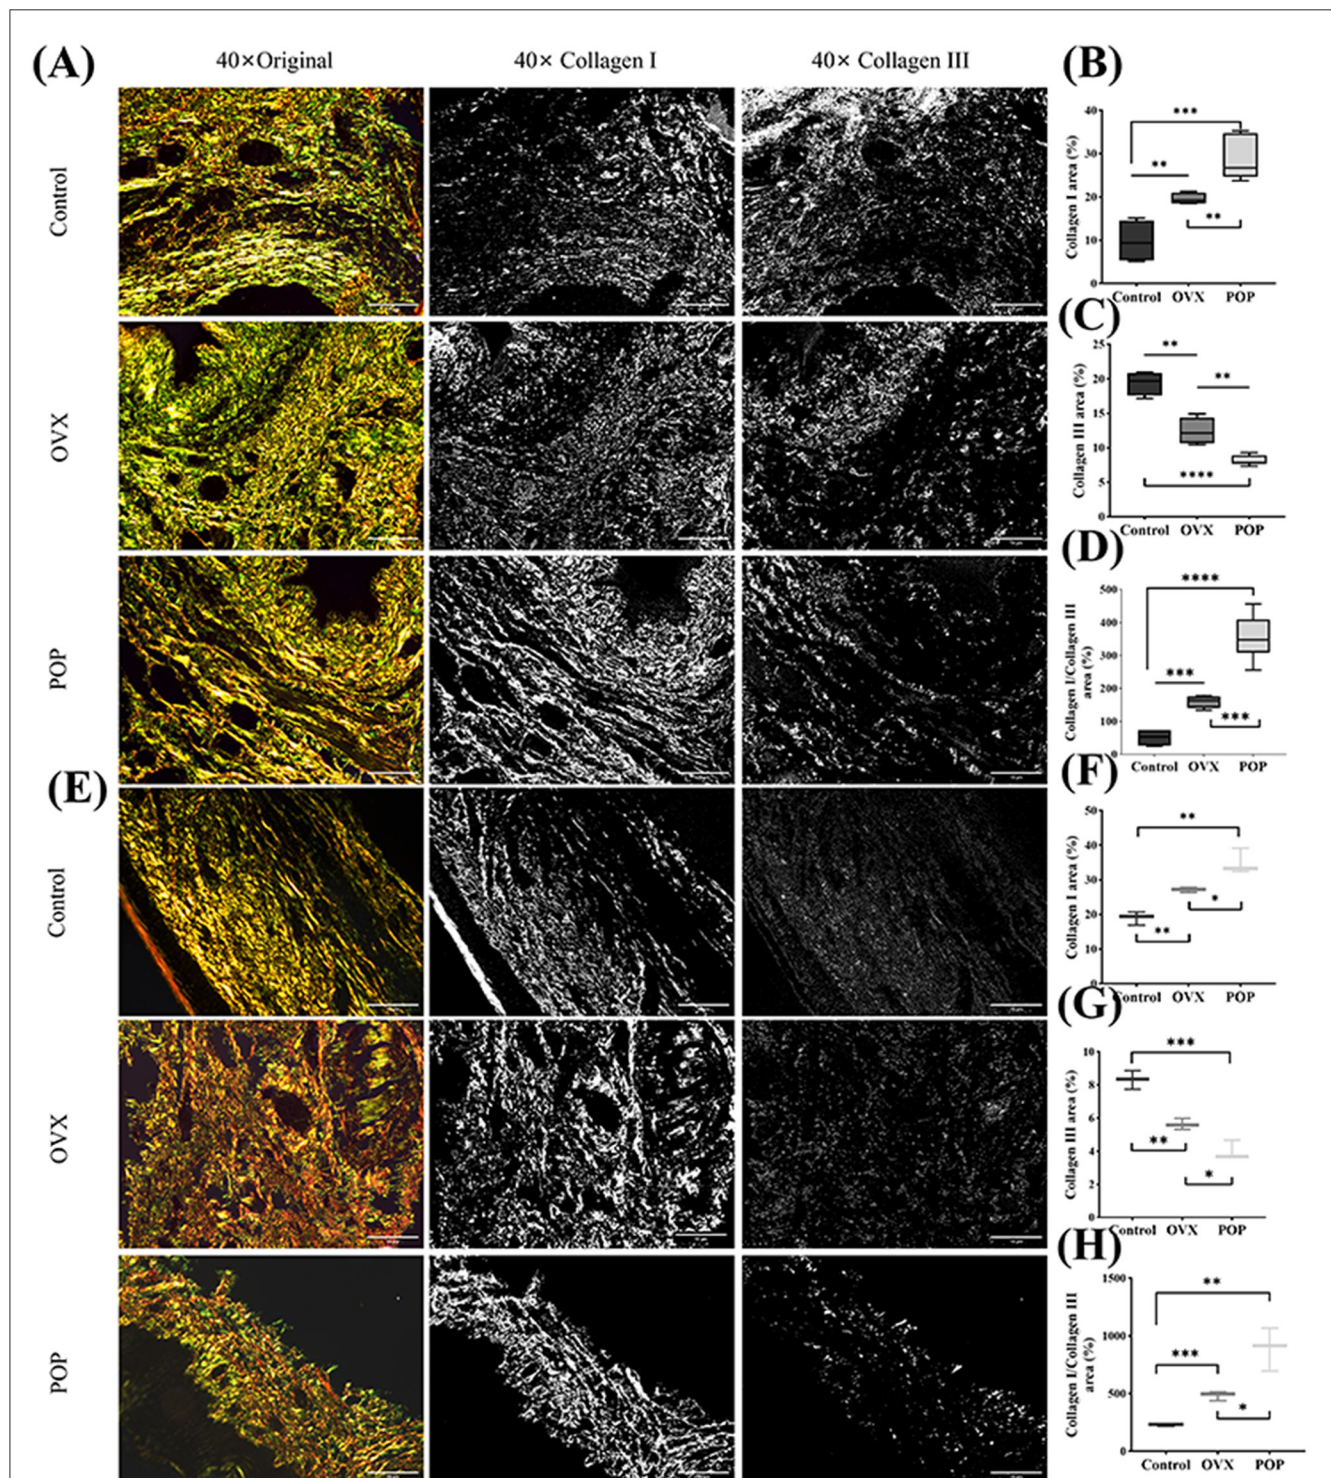 (A)
40×Original
40× Collagen I
40× Collagen III
Control
OVX
POP
(E)
Control
OVX
POP
(B)
Collagen I area (%)
40
30
20
10
0
***
**
**
Control OVX POP
(C)
Collagen III area (%)
25
20
15
10
5
0
**
**
****
Control OVX POP
(D)
Collagen I/Collagen III
area (%)
500
400
300
200
100
0
****
***
***
Control OVX POP
(F)
Collagen I area (%)
50
40
30
20
10
0
**
*
**
Control OVX POP
(G)
Collagen III area (%)
10
8
6
4
2
0
***
**
*
Control OVX POP
(H)
Collagen I/Collagen III
area (%)
1500
1000
500
0
**
***
*
Control OVX POP